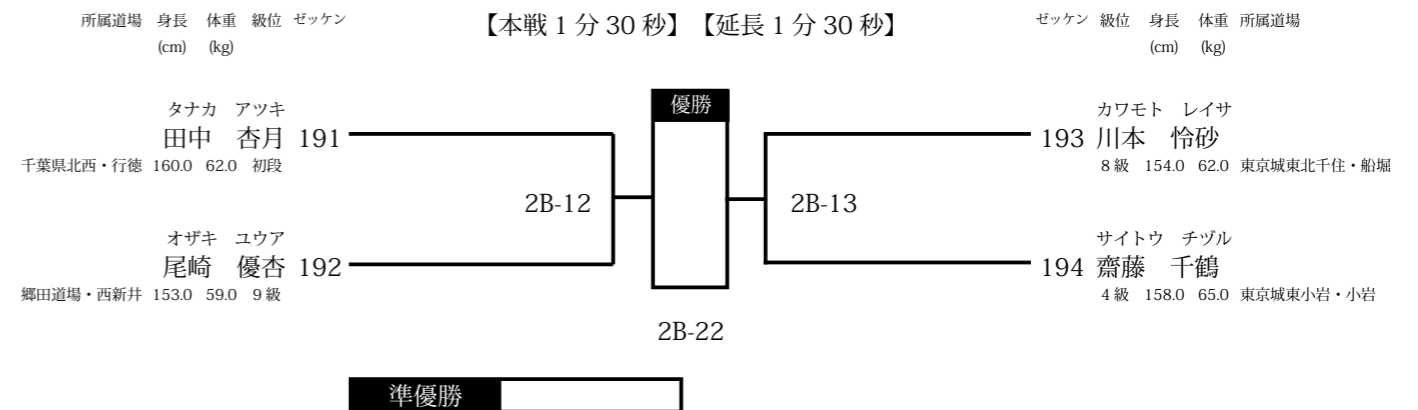 所属道場 身長 体重 級位 ゼッケン 【本戦1分30秒】【延長1分30秒】 ゼッケン 級位 身長 体重 所属道場
(cm) (kg) (cm) (kg)
優勝
タナカ アツキ
田中 杏月 191
千葉県北西・行徳 160.0 62.0 初段
カワモト レイサ
193 川本 怜砂
8級 154.0 62.0 東京城東北千住・船堀
2B-12
2B-13
オザキ ユウア
尾崎 優杏 192
郷田道場・西新井 153.0 59.0 9級
サイトウ チヅル
194 齋藤 千鶴
4級 158.0 65.0 東京城東小岩・小岩
2B-22
準優勝